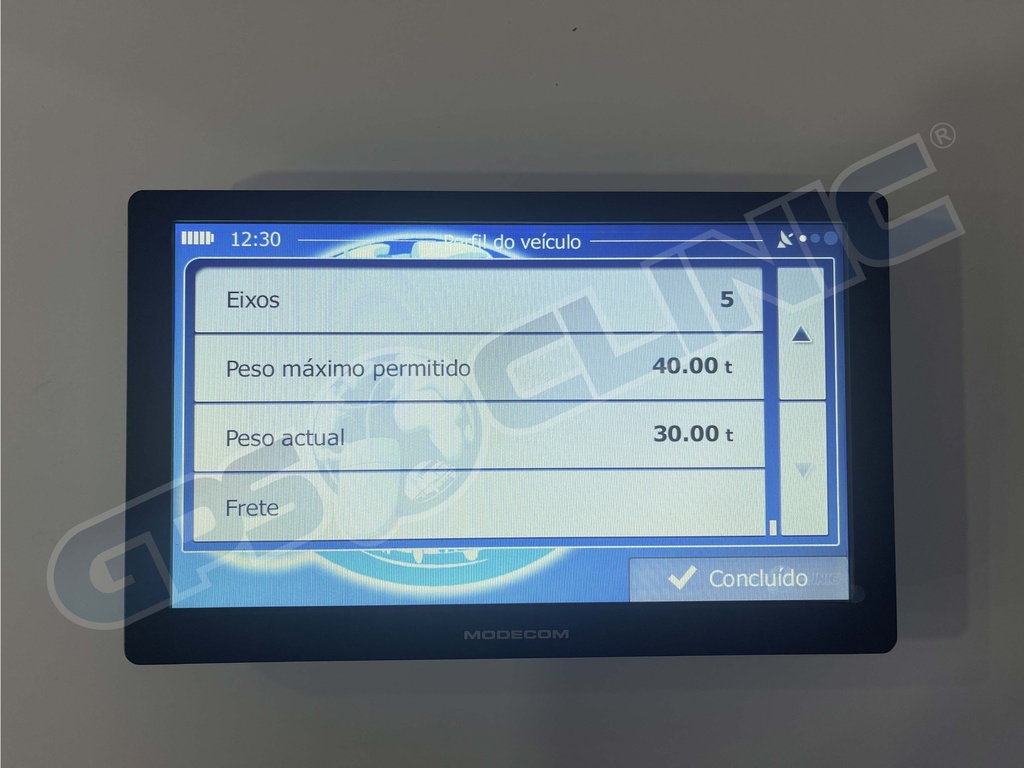 12:30
Perfil do veículo
Eixos 5
Peso máximo permitido 40.00 t
Peso actual 30.00 t
Frete
Concluído
MODECOM
GPS CLINIC®